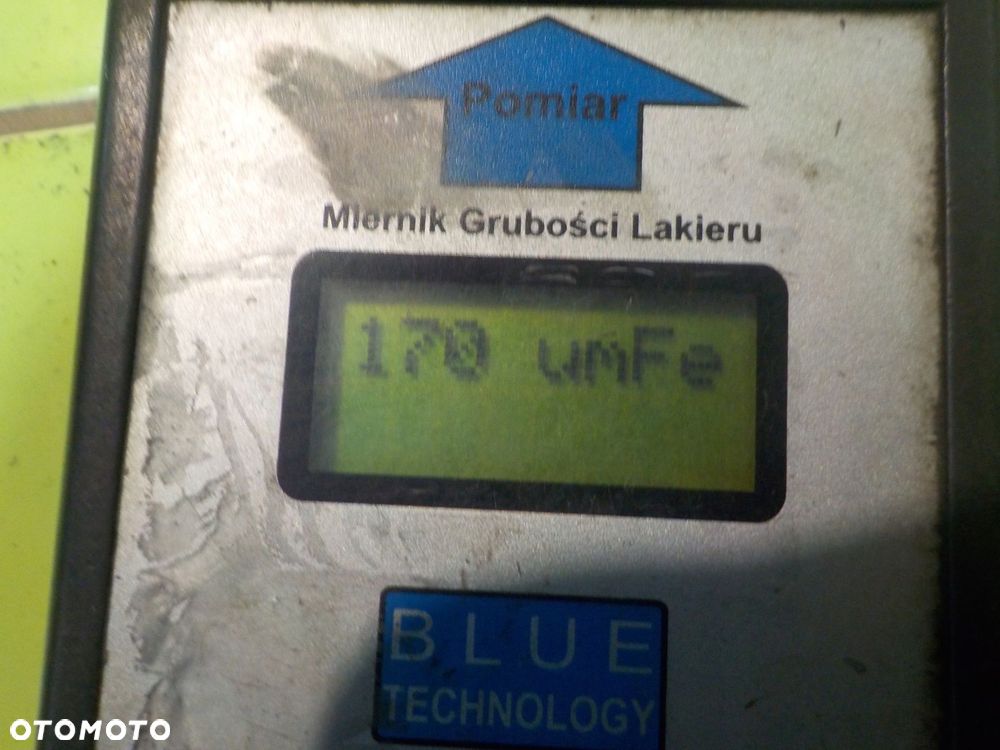 Pomiar
Miernik Grubości Lakieru
170 umFe
BLUE
TECHNOLOGY
OTOMOTO